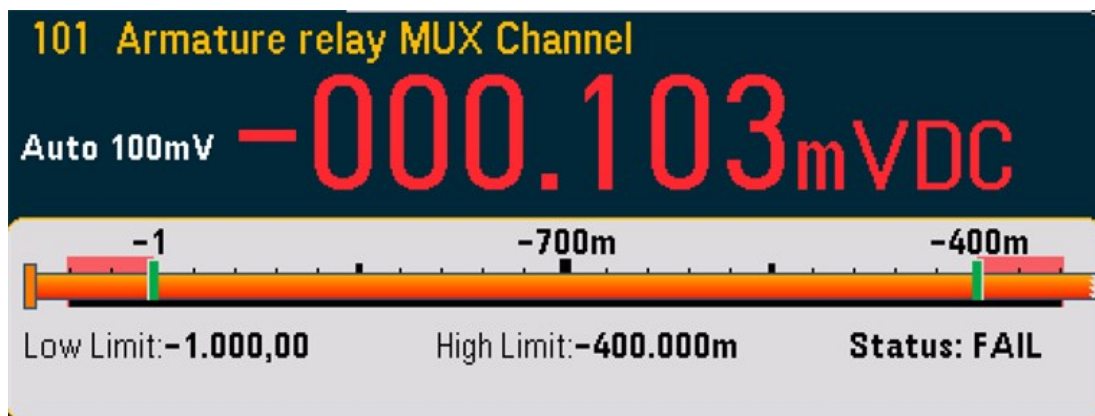 101 Armature relay MUX Channel
Auto 100mV -000.103mVDC
-1 -700m -400m
Low Limit:-1.000,00 High Limit:-400.000m Status: FAIL